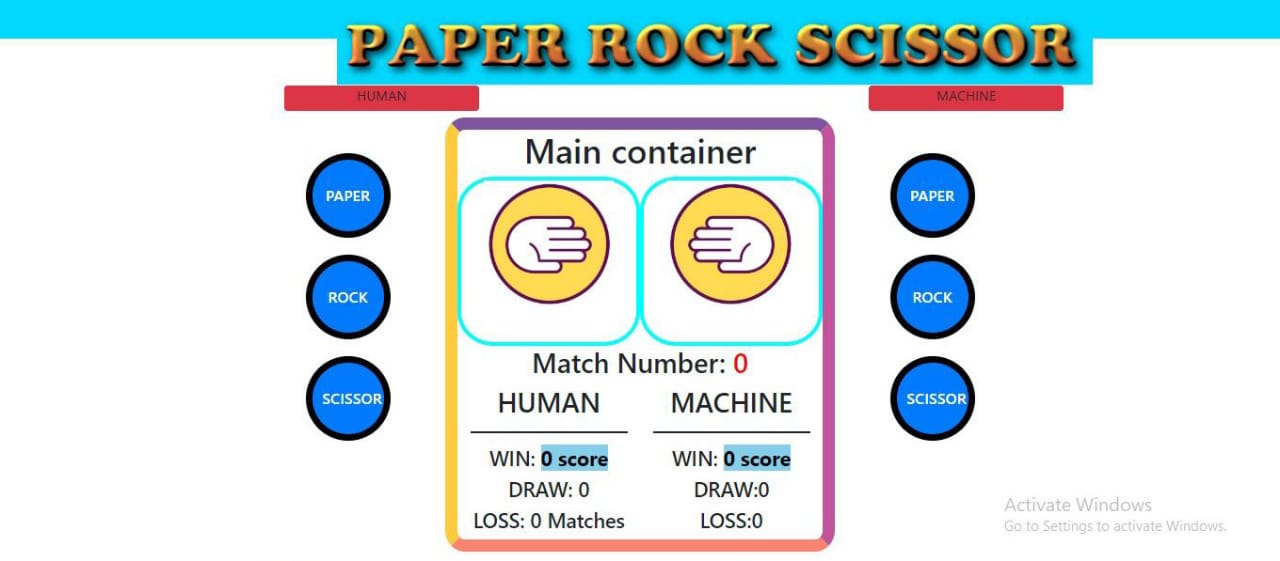 PAPER ROCK SCISSOR
HUMAN
MACHINE
PAPER
ROCK
SCISSOR
Main container
Match Number: 0
HUMAN
WIN: 0 score
DRAW: 0
LOSS: 0 Matches
MACHINE
WIN: 0 score
DRAW:0
LOSS:0
PAPER
ROCK
SCISSOR
Activate Windows
Go to Settings to activate Windows.